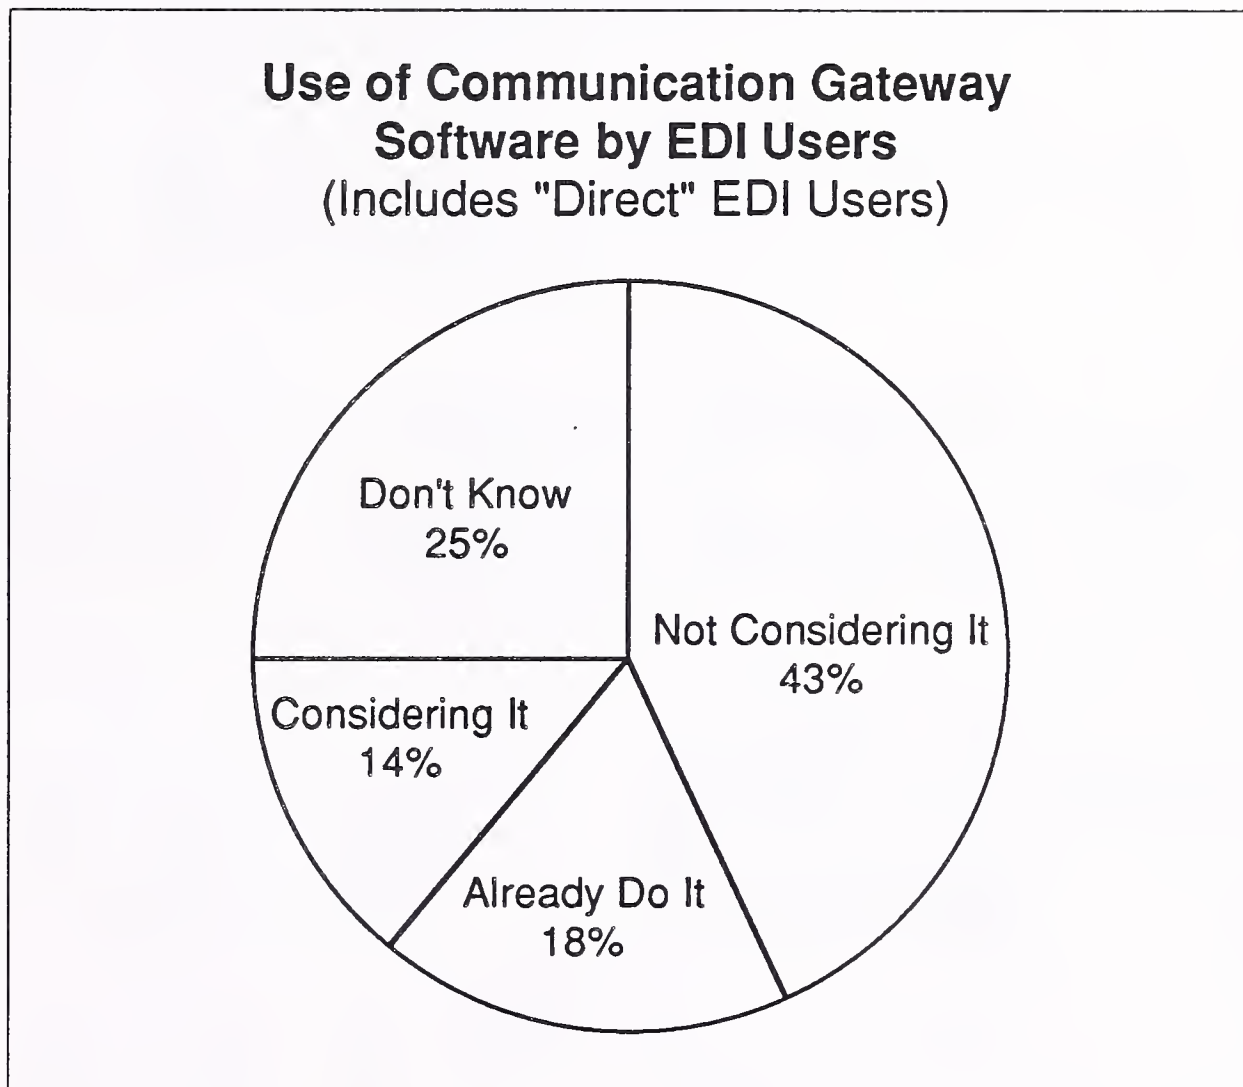 Use of Communication Gateway
Software by EDI Users
(Includes "Direct" EDI Users)
Don't Know
25%
Not Considering It
43%
Considering It
14%
Already Do It
18%